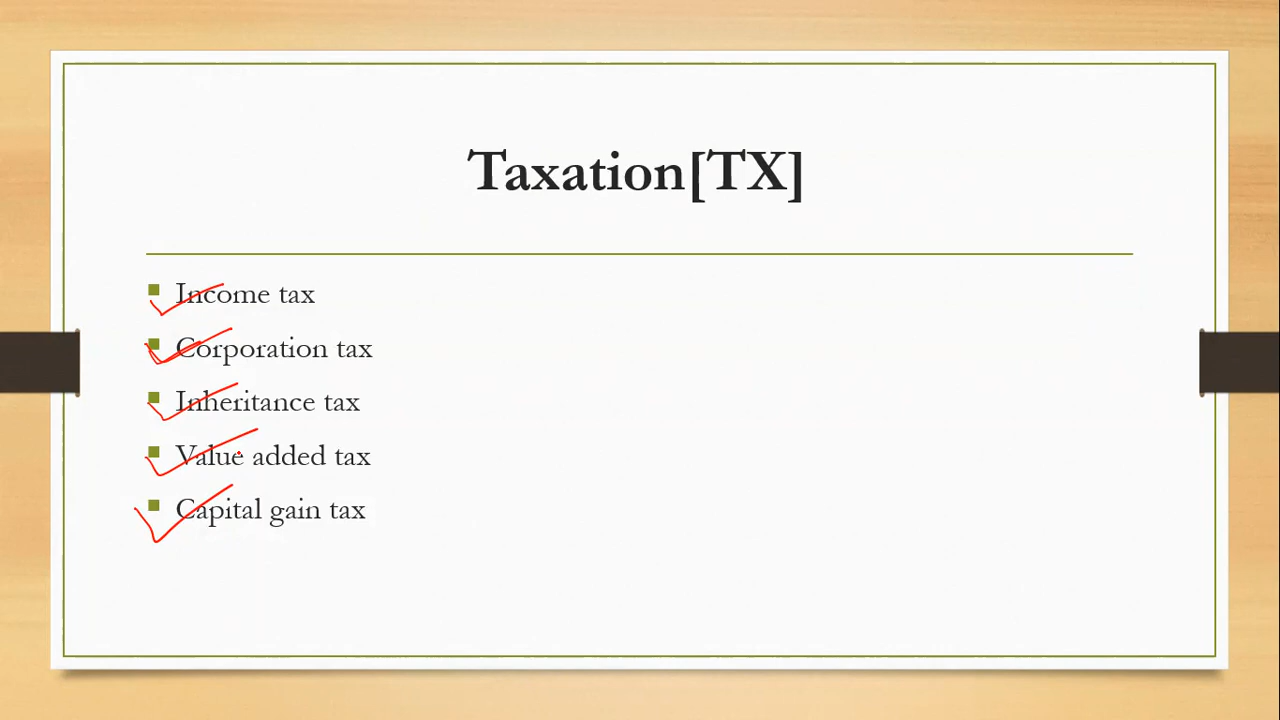 Taxation[TX]
Income tax
Corporation tax
Inheritance tax
Value added tax
Capital gain tax